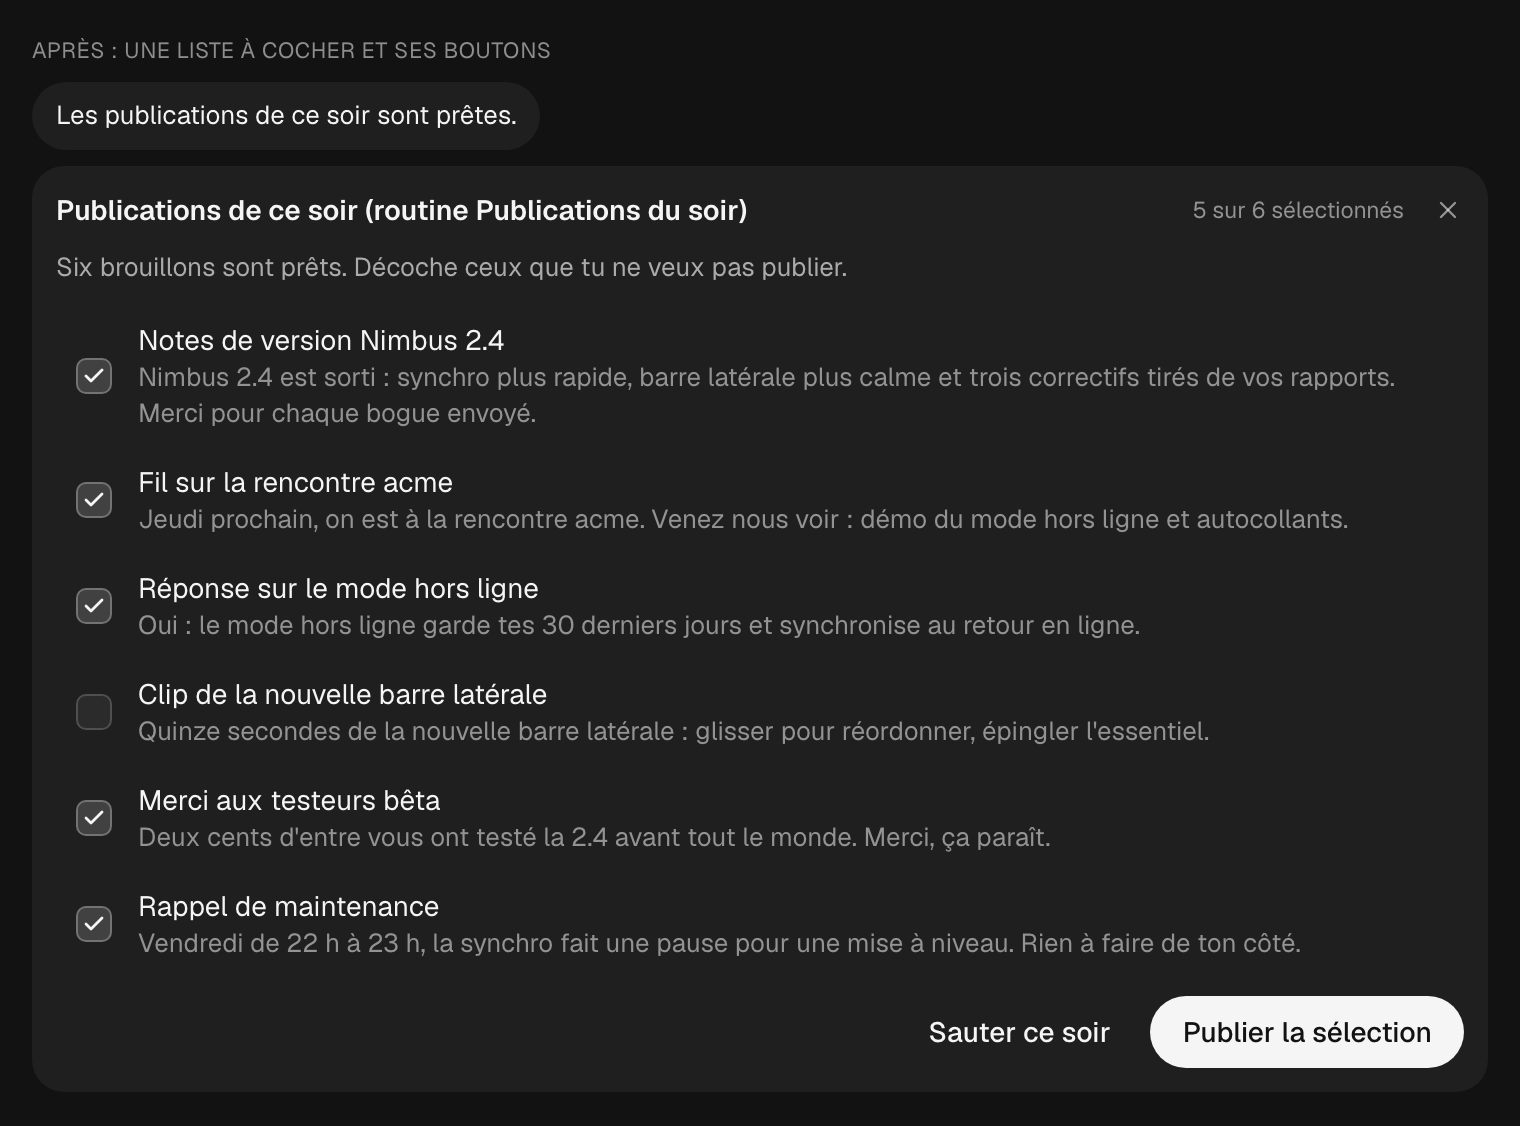 APRÈS : UNE LISTE À COCHER ET SES BOUTONS
Les publications de ce soir sont prêtes.
Publications de ce soir (routine Publications du soir)
5 sur 6 sélectionnés
Six brouillons sont prêts. Décoche ceux que tu ne veux pas publier.
Notes de version Nimbus 2.4
Nimbus 2.4 est sorti : synchro plus rapide, barre latérale plus calme et trois correctifs tirés de vos rapports.
Merci pour chaque bogue envoyé.
Fil sur la rencontre acme
Jeudi prochain, on est à la rencontre acme. Venez nous voir : démo du mode hors ligne et autocollants.
Réponse sur le mode hors ligne
Oui : le mode hors ligne garde tes 30 derniers jours et synchronise au retour en ligne.
Clip de la nouvelle barre latérale
Quinze secondes de la nouvelle barre latérale : glisser pour réordonner, épingler l'essentiel.
Merci aux testeurs bêta
Deux cents d'entre vous ont testé la 2.4 avant tout le monde. Merci, ça paraît.
Rappel de maintenance
Vendredi de 22 h à 23 h, la synchro fait une pause pour une mise à niveau. Rien à faire de ton côté.
Sauter ce soir
Publier la sélection